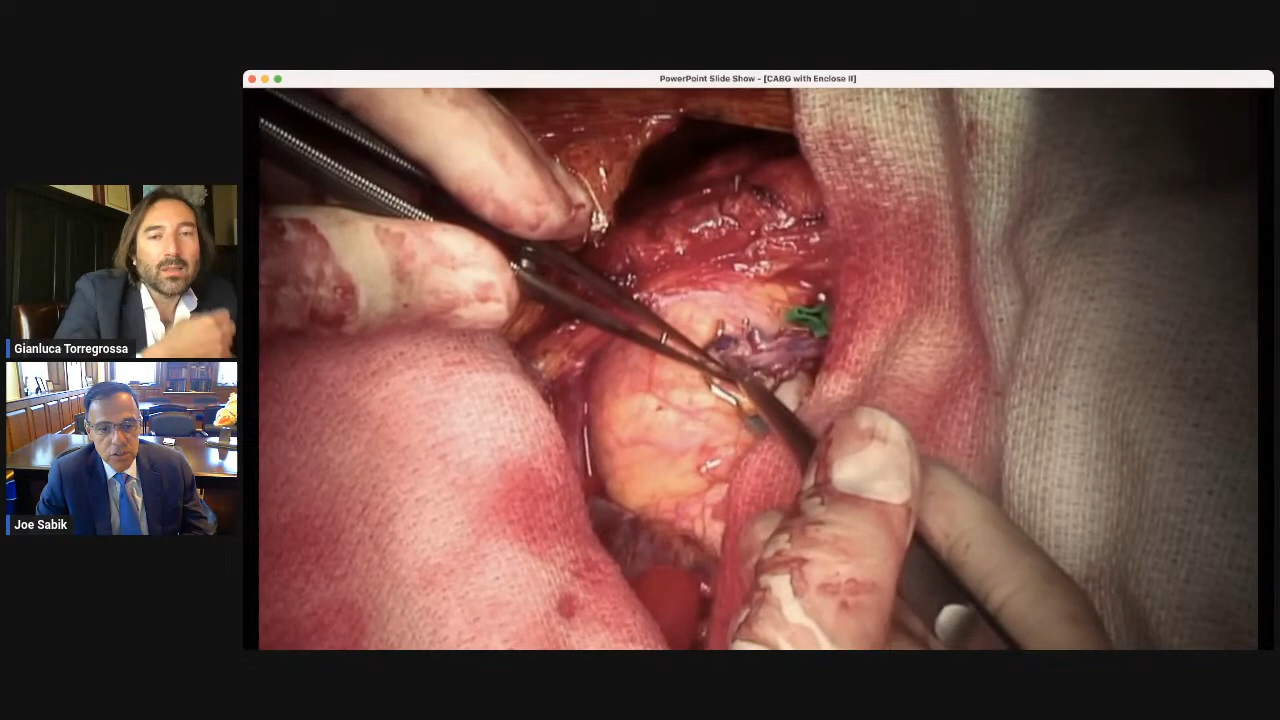 PowerPoint Slide Show - [CABG with Enclose II]
Gianluca Torregrossa
Joe Sabik